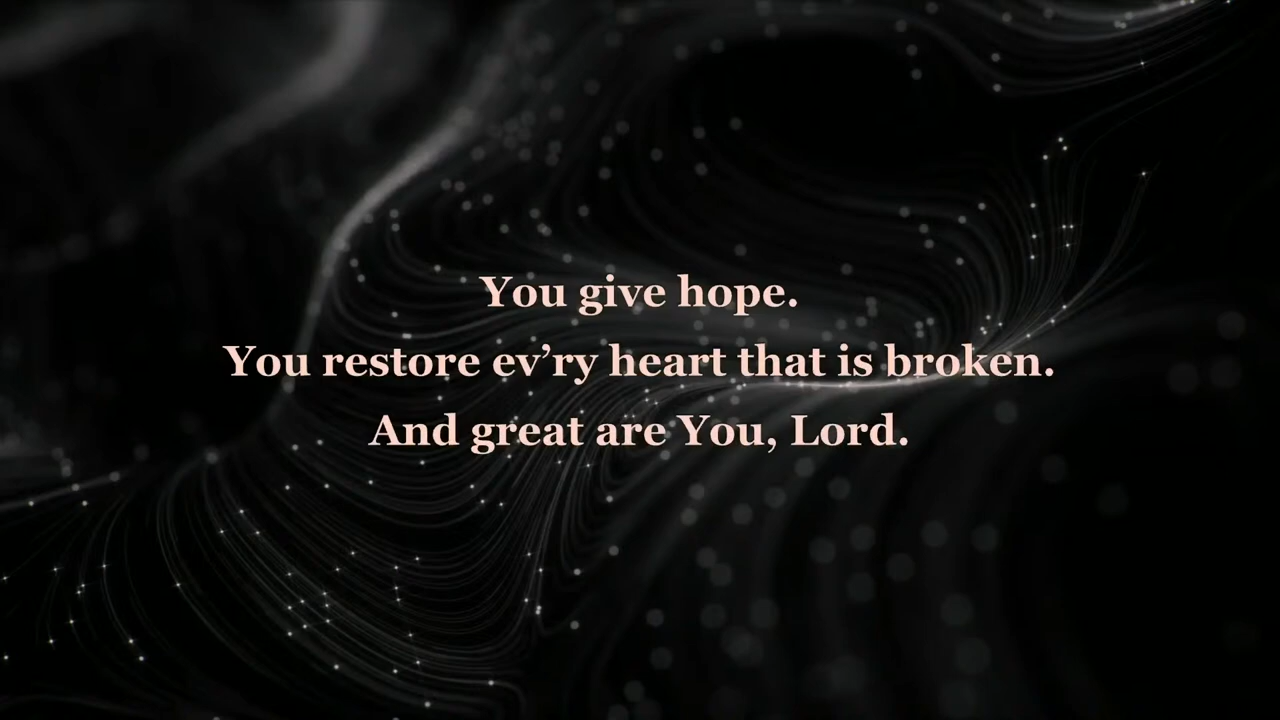 You give hope.
You restore ev’ry heart that is broken.
And great are You, Lord.